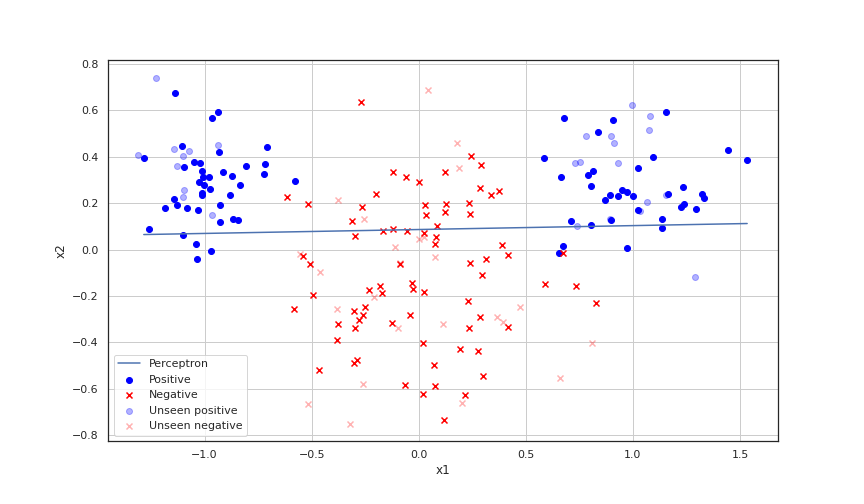 0.8
0.6
0.4
0.2
0.0
−0.2
−0.4
−0.6
−0.8
x2
Perceptron
Positive
Negative
Unseen positive
Unseen negative
−1.0
−0.5
0.0
0.5
1.0
1.5
x1